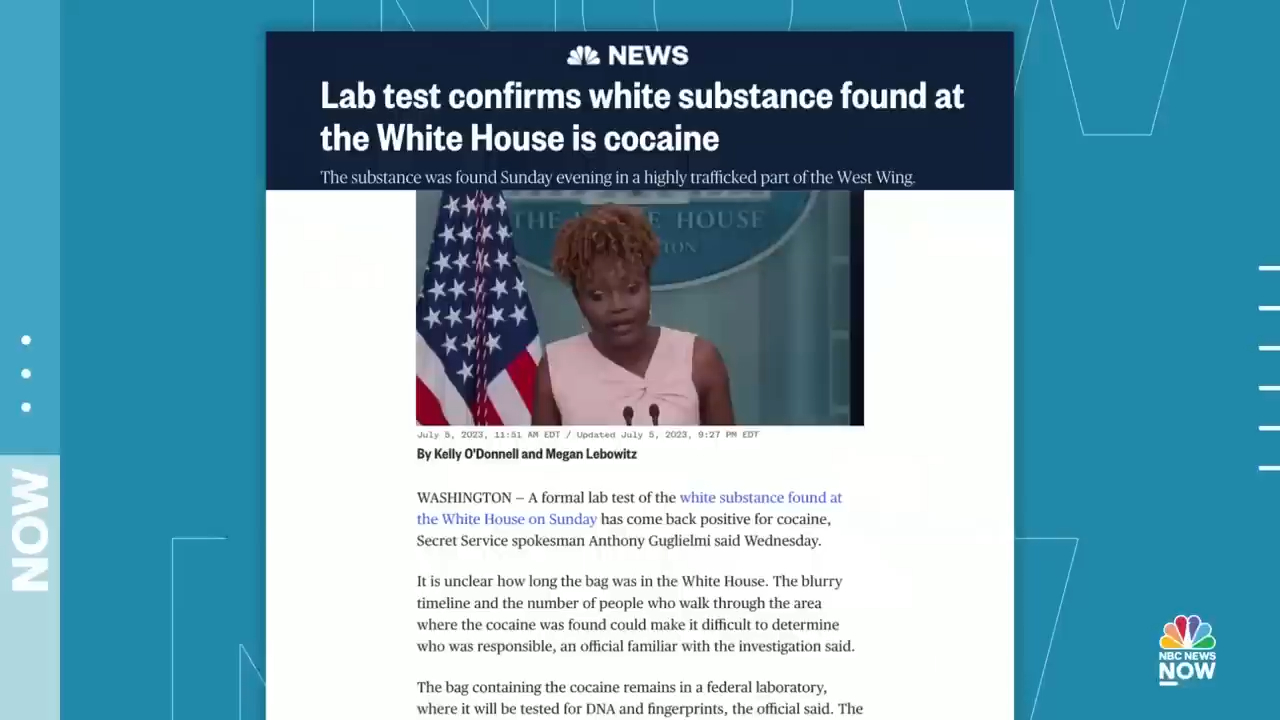 NEWS
Lab test confirms white substance found at
the White House is cocaine
The substance was found Sunday evening in a highly trafficked part of the West Wing.
THE WHITE HOUSE
July 5, 2023, 11:51 AM EDT / Updated July 5, 2023, 9:27 PM EDT
By Kelly O'Donnell and Megan Lebowitz
WASHINGTON — A formal lab test of the white substance found at
the White House on Sunday has come back positive for cocaine,
Secret Service spokesman Anthony Guglielmi said Wednesday.
It is unclear how long the bag was in the White House. The blurry
timeline and the number of people who walk through the area
where the cocaine was found could make it difficult to determine
who was responsible, an official familiar with the investigation said.
The bag containing the cocaine remains in a federal laboratory,
where it will be tested for DNA and fingerprints, the official said. The
NOW
NBC NEWS
NOW